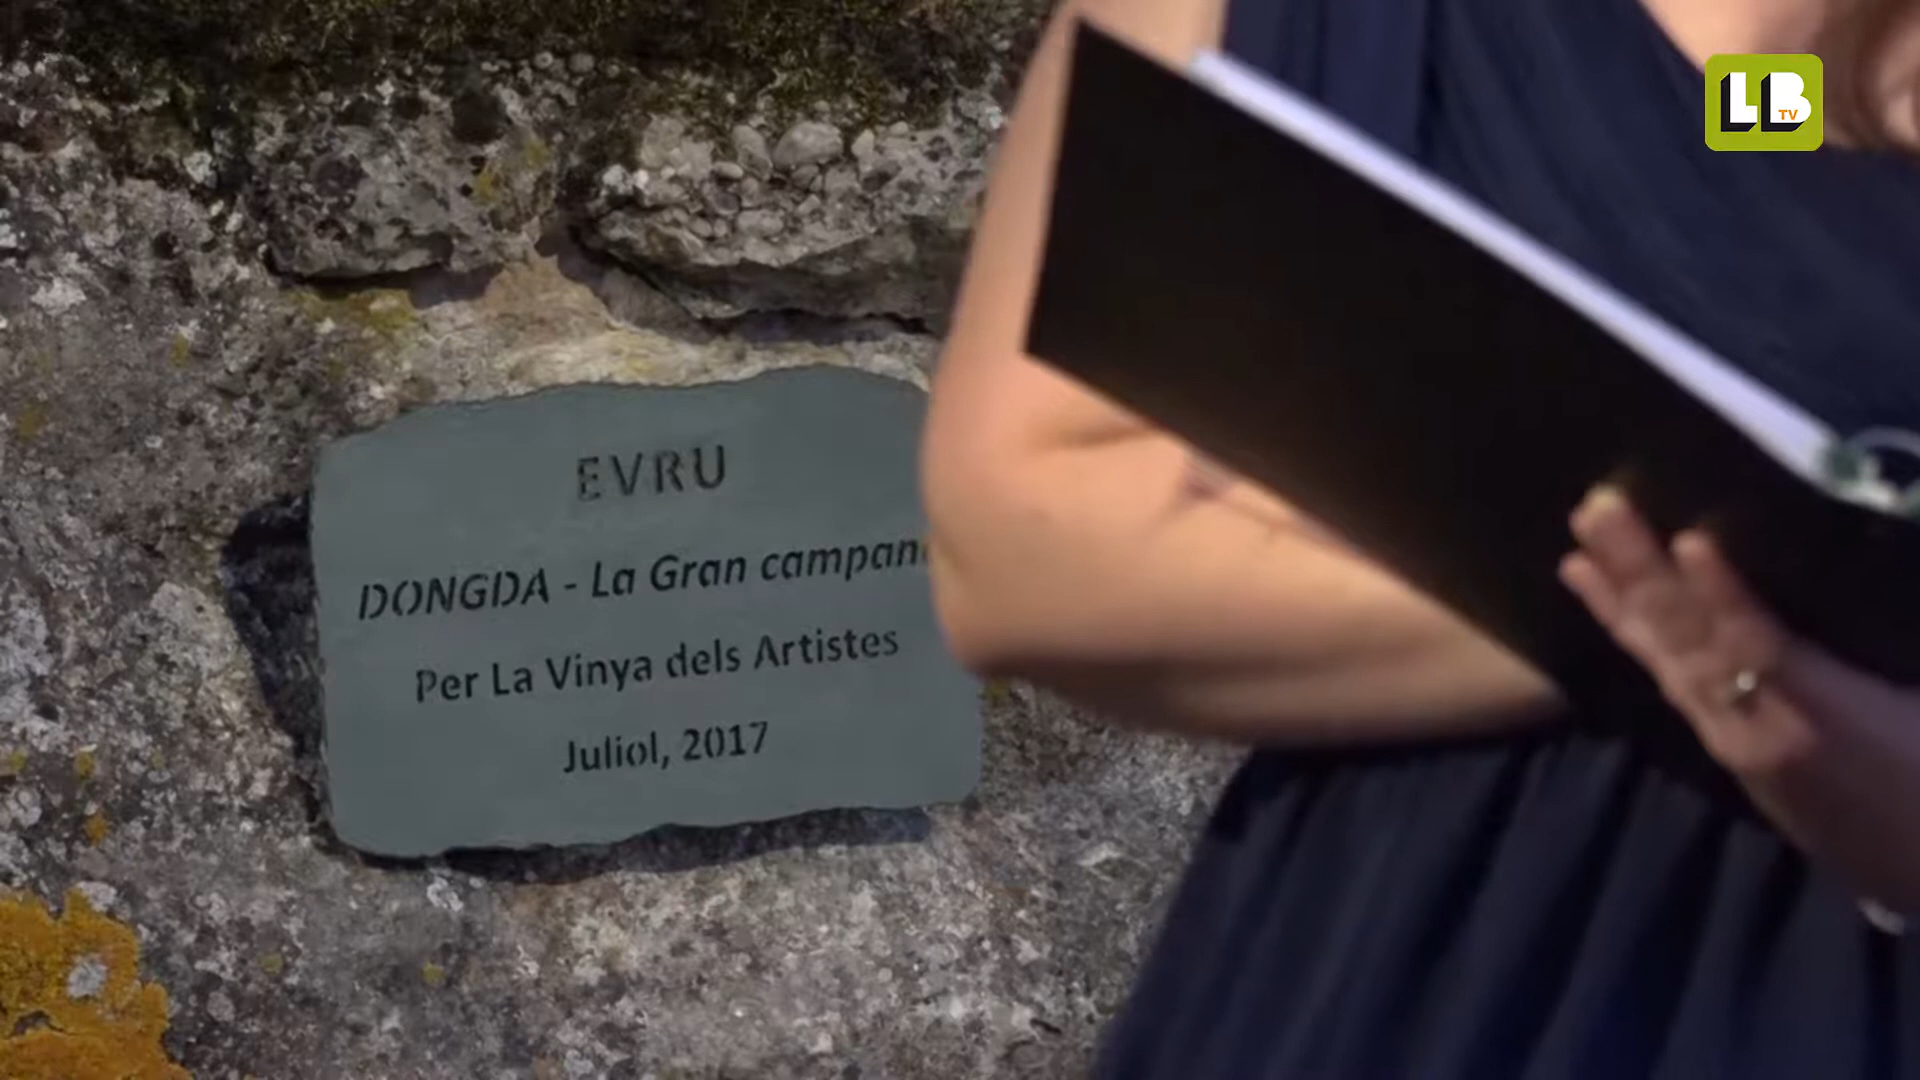 LB
TV
EVRU
DONGDA - La Gran campan
Per La Vinya dels Artistes
Juliol, 2017